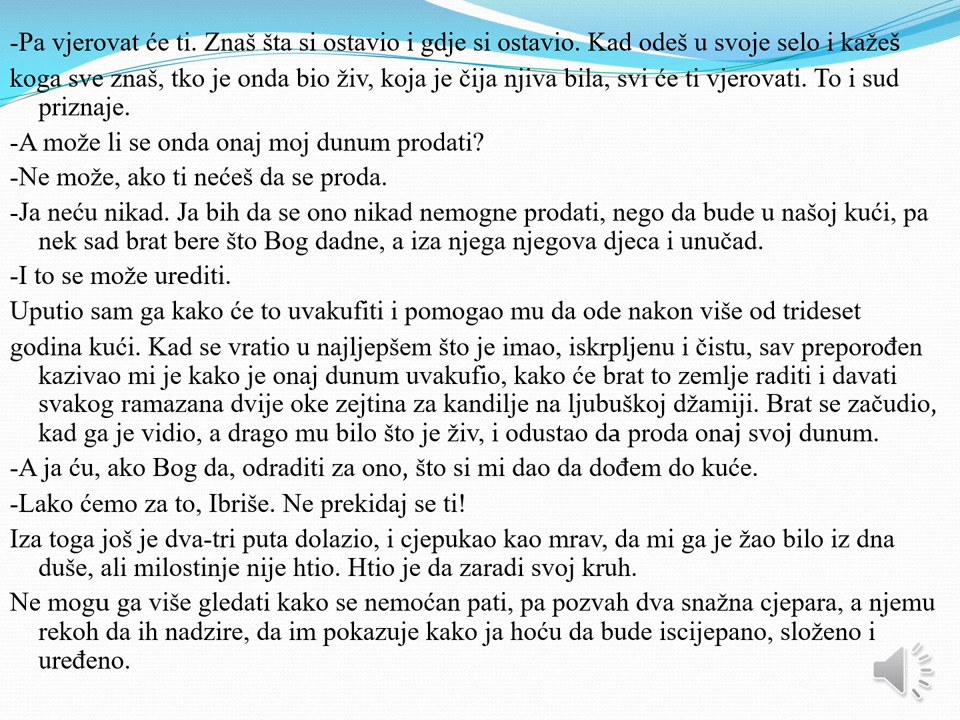 -Pa vjerovat će ti. Znaš šta si ostavio i gdje si ostavio. Kad odeš u svoje selo i kažeš
koga sve znaš, tko je onda bio živ, koja je čija njiva bila, svi će ti vjerovati. To i sud
priznaje.
-A može li se onda onaj moj dunum prodati?
-Ne može, ako ti nećeš da se proda.
-Ja neću nikad. Ja bih da se ono nikad nemogne prodati, nego da bude u našoj kući, pa
nek sad brat bere što Bog dadne, a iza njega njegova djeca i unučad.
-I to se može urediti.
Uputio sam ga kako će to uvakufiti i pomogao mu da ode nakon više od trideset
godina kući. Kad se vratio u najljepšem što je imao, iskrpljenu i čistu, sav preporođen
kazivao mi je kako je onaj dunum uvakufio, kako će brat to zemlje raditi i davati
svakog ramazana dvije oke zejtina za kandilje na ljubuškoj džamiji. Brat se začudio,
kad ga je vidio, a drago mu bilo što je živ, i odustao da proda onaj svoj dunum.
-A ja ću, ako Bog da, odraditi za ono, što si mi dao da dođem do kuće.
-Lako ćemo za to, Ibriše. Ne prekidaj se ti!
Iza toga još je dva-tri puta dolazio, i cjepukao kao mrav, da mi ga je žao bilo iz dna
duše, ali milostinje nije htio. Htio je da zaradi svoj kruh.
Ne mogu ga više gledati kako se nemoćan pati, pa pozvah dva snažna cjepara, a njemu
rekoh da ih nadzire, da im pokazuje kako ja hoću da bude iscijepano, složeno i
uređeno.